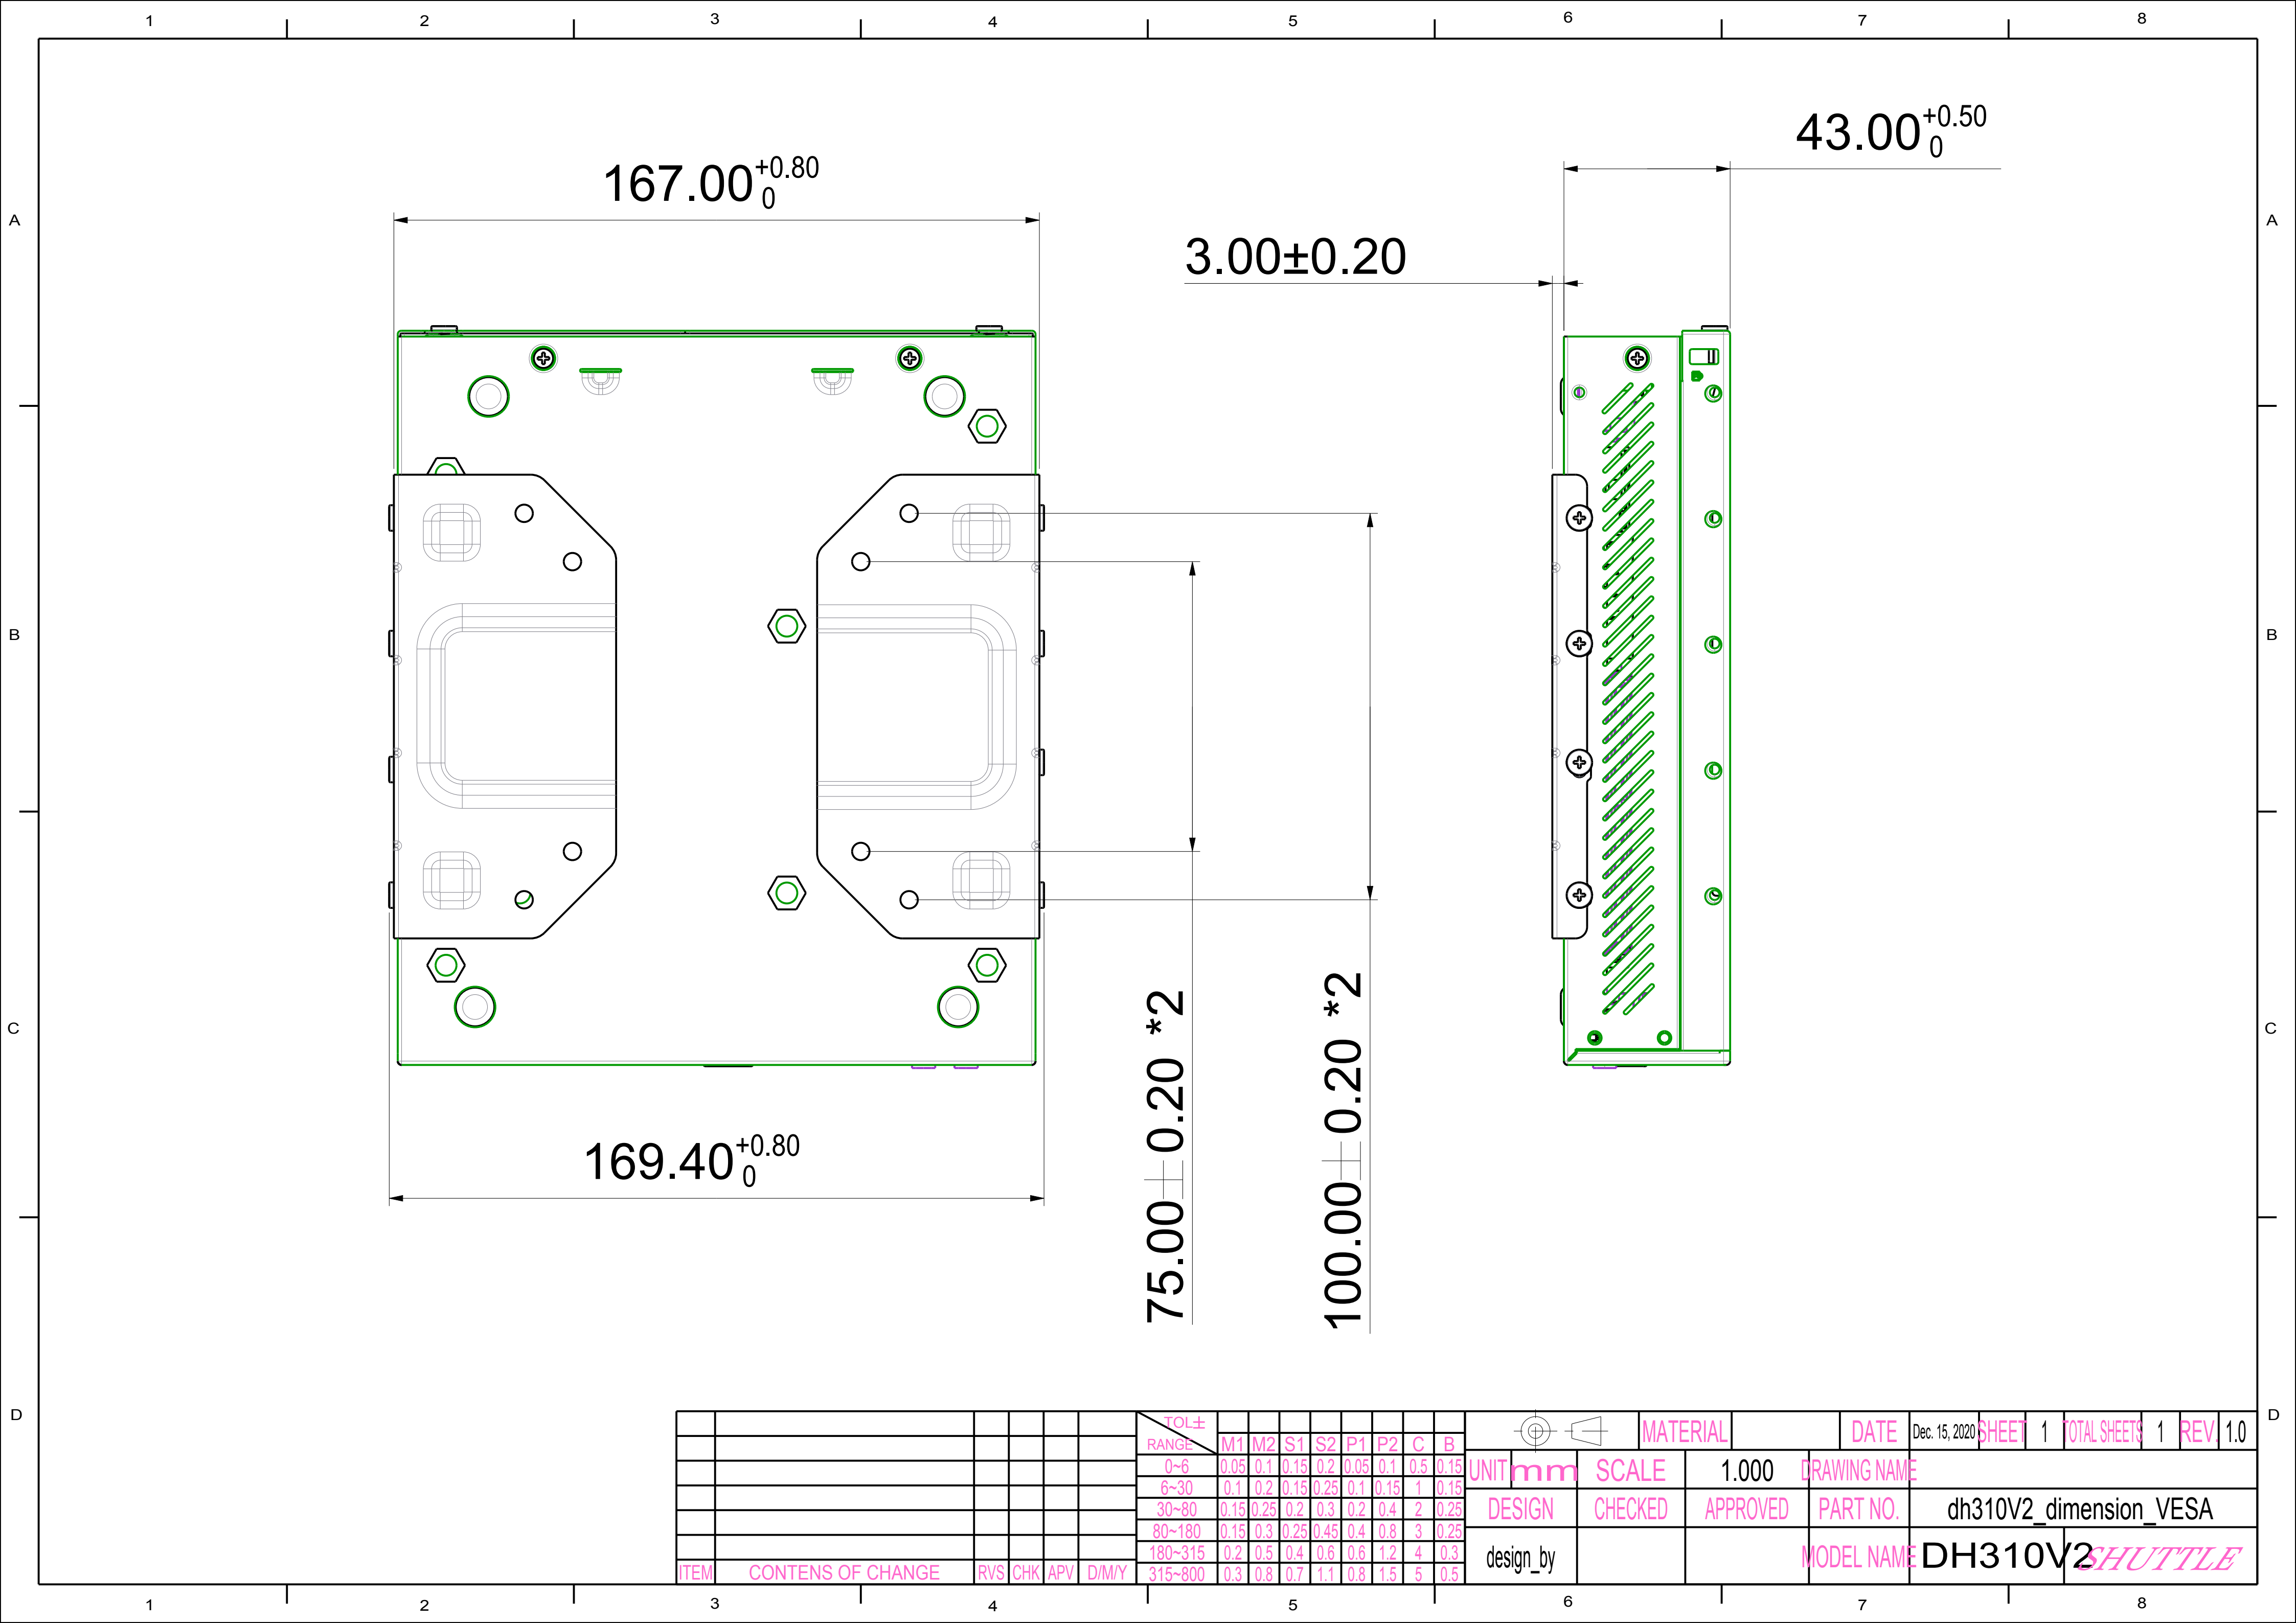 1 2 3 4 5 6 7 8
43.00 +0.50 0
167.00 +0.80 0
A A
3.00±0.20
B B
C C
75.00±0.20 *2
100.00±0.20 *2
169.40 +0.80 0
D D
TOL±
RANGE M1 M2 S1 S2 P1 P2 C B
0~6 0.05 0.1 0.15 0.2 0.05 0.1 0.5 0.15
6~30 0.1 0.2 0.15 0.25 0.1 0.15 1 0.15
30~80 0.15 0.25 0.2 0.3 0.2 0.4 2 0.25
80~180 0.15 0.3 0.25 0.45 0.4 0.8 3 0.25
180~315 0.2 0.5 0.4 0.6 0.6 1.2 4 0.3
315~800 0.3 0.8 0.7 1.1 0.8 1.5 5 0.5
ITEM CONTENS OF CHANGE RVS CHK APV D/M/Y
MATERIAL DATE Dec. 15, 2020 SHEET 1 TOTAL SHEETS 1 REV. 1.0
UNIT mm SCALE 1.000 DRAWING NAME
DESIGN CHECKED APPROVED PART NO. dh310V2_dimension_VESA
design_by MODEL NAME DH310V2 SHUTTLE
1 2 3 4 5 6 7 8